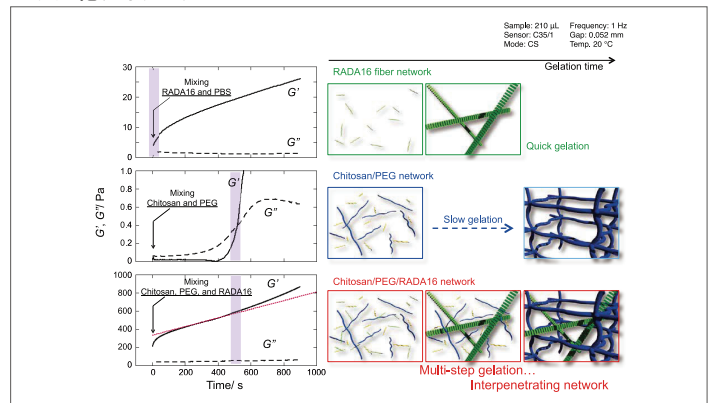 Sample: 210 µL Frequency: 1 Hz
Sensor: C35/1 Gap: 0,052 mm
Mode: CS Temp. 20 °C
Gelation time
30
25
20
15
10
5
0
Mixing
RADA16 and PBS
G'
G"
RADA16 fiber network
Quick gelation
G', G"/ Pa
1.0
0.8
0.6
0.4
0.2
0
Mixing
Chitosan and PEG
G'
G"
Chitosan/PEG network
Slow gelation
1000
800
600
400
200
0
Mixing
Chitosan, PEG, and RADA16
G'
G"
0 200 400 600 800 1000
Time/ s
Chitosan/PEG/RADA16 network
Multi-step gelation…
Interpenetrating network